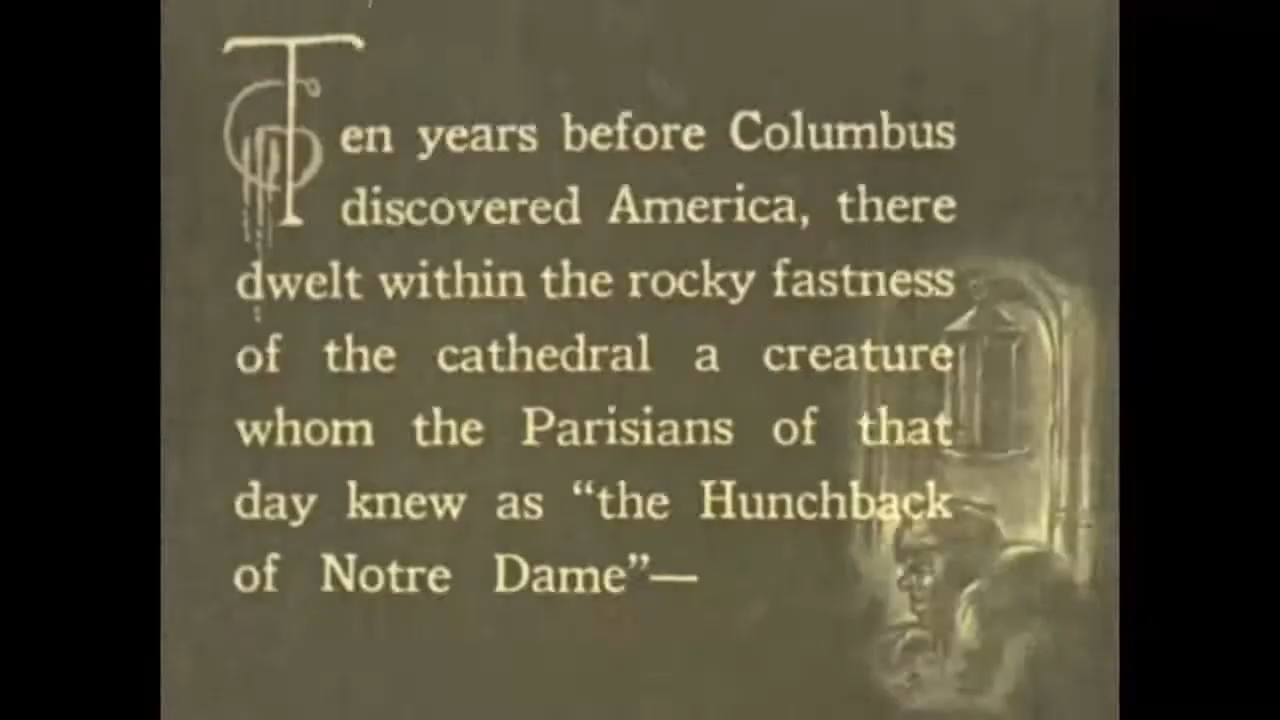 Ten years before Columbus
discovered America, there
dwelt within the rocky fastness
of the cathedral a creature
whom the Parisians of that
day knew as “the Hunchback
of Notre Dame”—